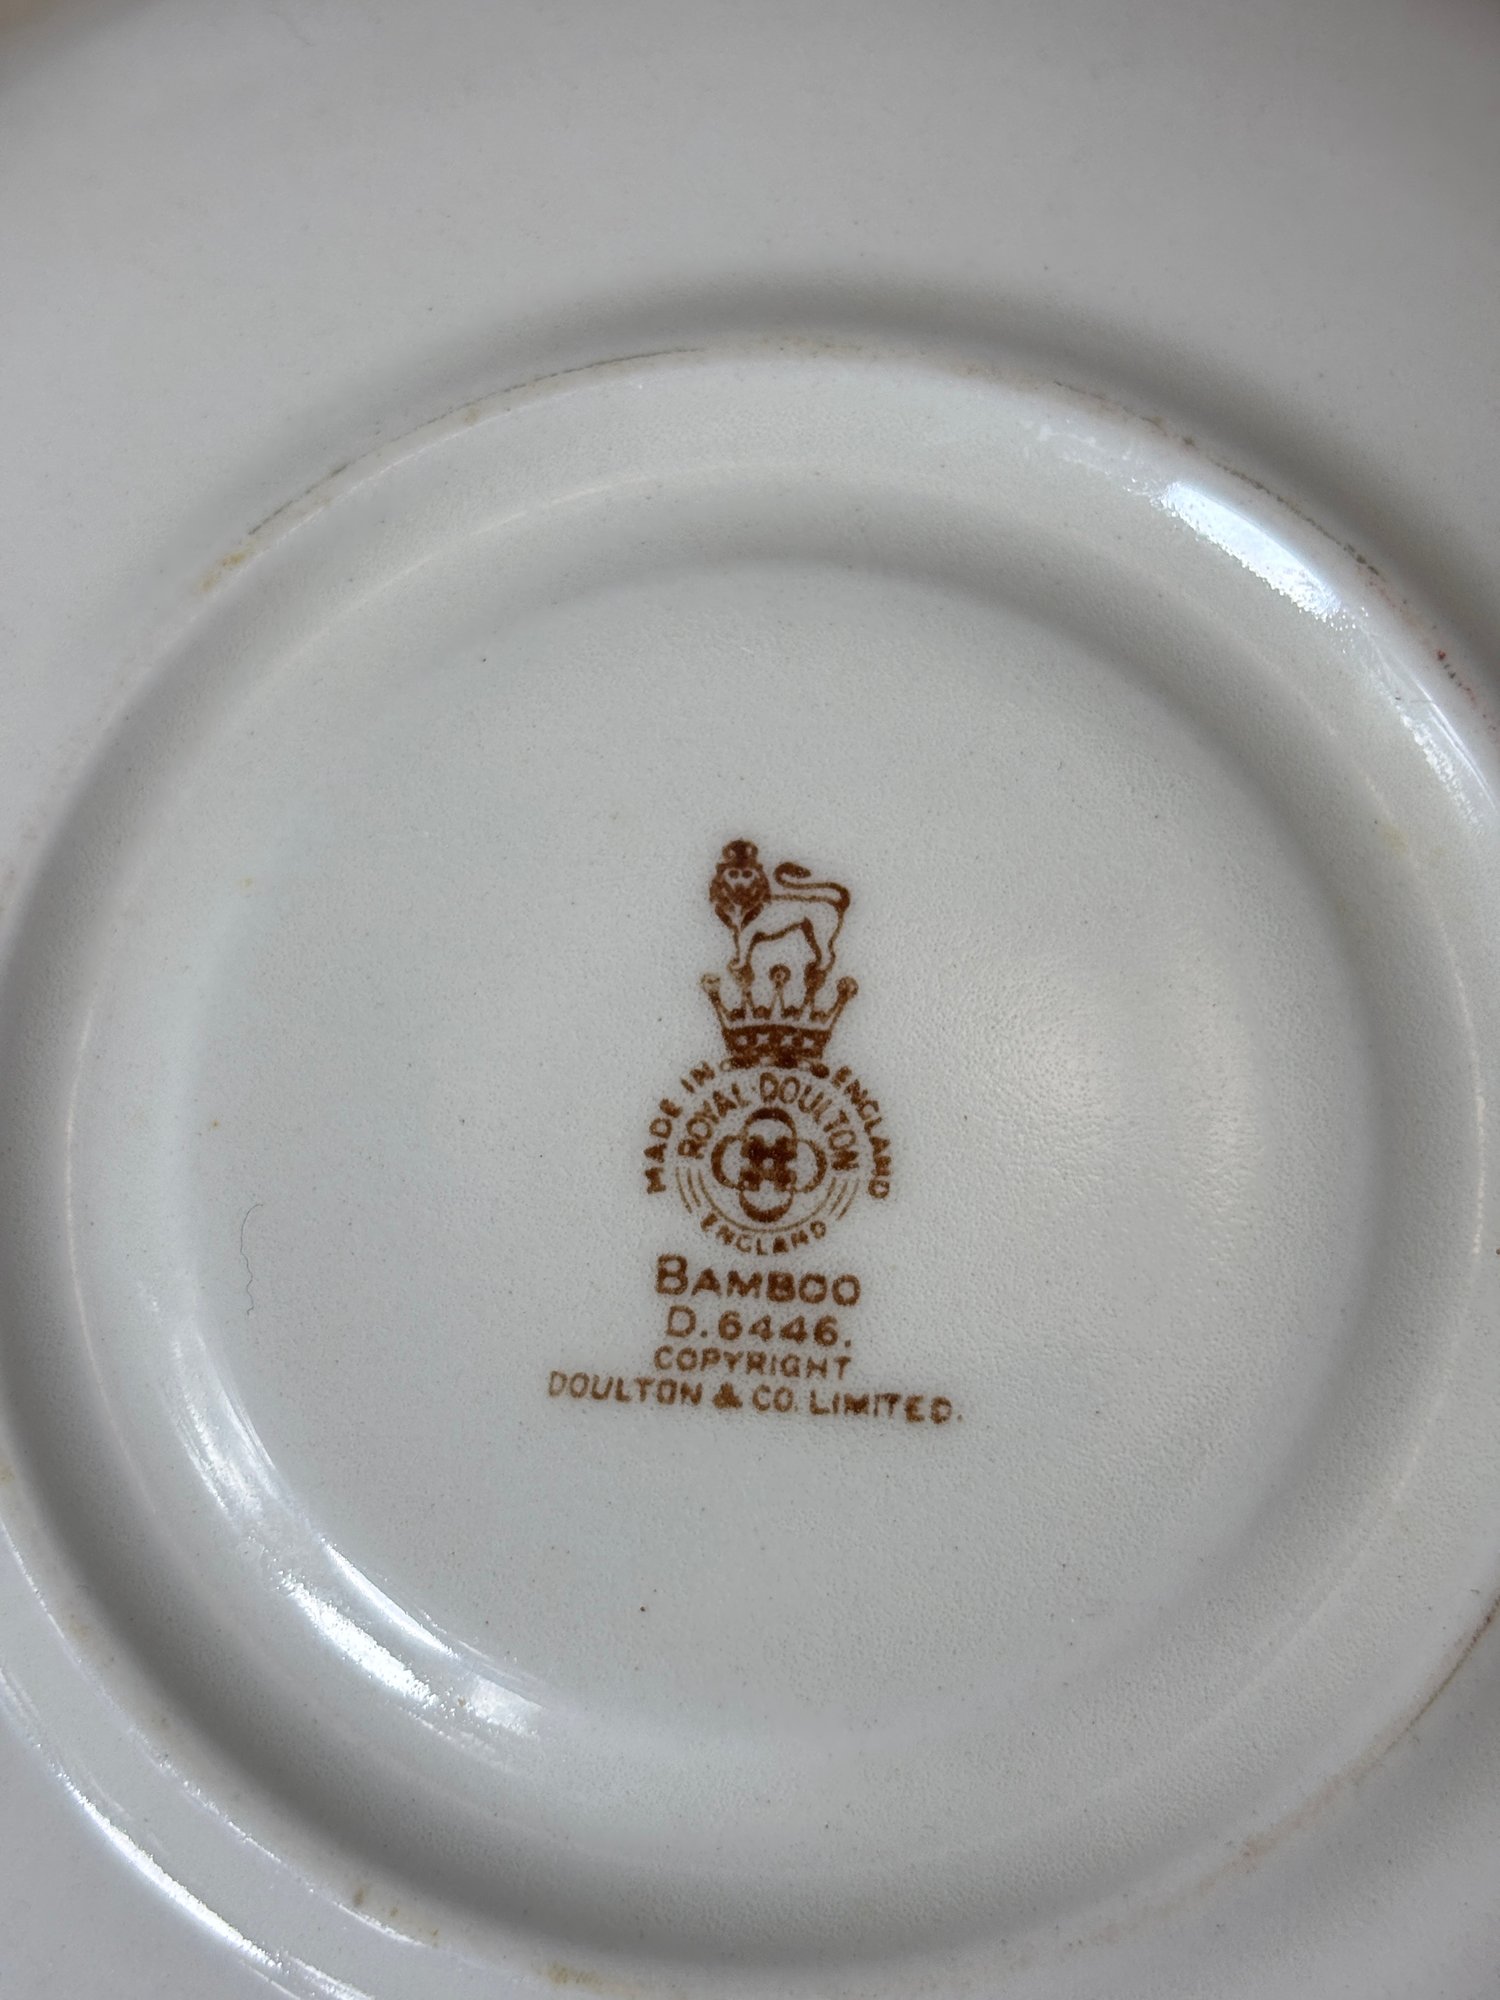 MADE IN ENGLAND
ROYAL DOULTON
ENGLAND
BAMBOO
D.6446.
COPYRIGHT
DOULTON & CO. LIMITED.